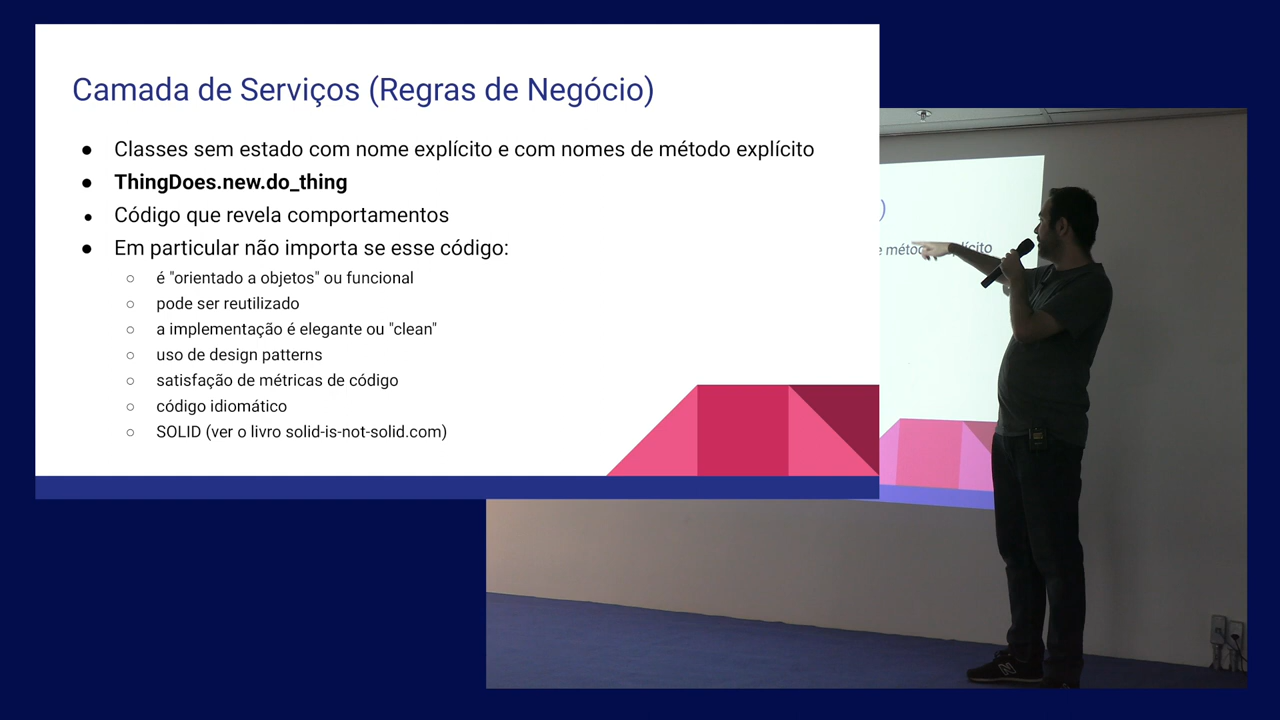 Camada de Serviços (Regras de Negócio)
● Classes sem estado com nome explícito e com nomes de método explícito
● ThingDoes.new.do_thing
● Código que revela comportamentos
● Em particular não importa se esse código:
○ é "orientado a objetos" ou funcional
○ pode ser reutilizado
○ a implementação é elegante ou "clean"
○ uso de design patterns
○ satisfação de métricas de código
○ código idiomático
○ SOLID (ver o livro solid-is-not-solid.com)
)